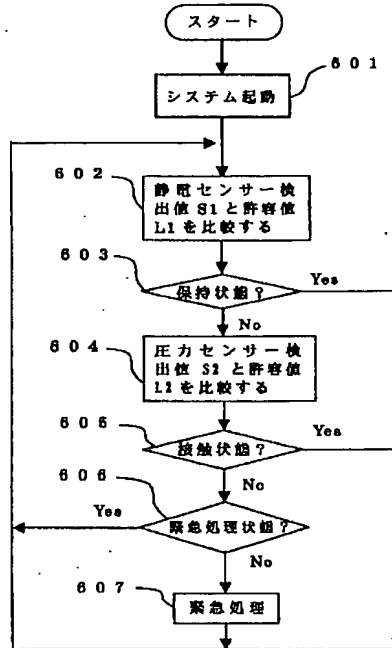 スタート
601
システム起動
602
静電センサー検
出値 S1 と許容値
L1 を比較する
603
保持状態?
Yes
No
604
圧力センサー検
出値 S2 と許容値
L2 を比較する
605
接触状態?
Yes
No
606
緊急処理状態?
Yes
No
607
緊急処理